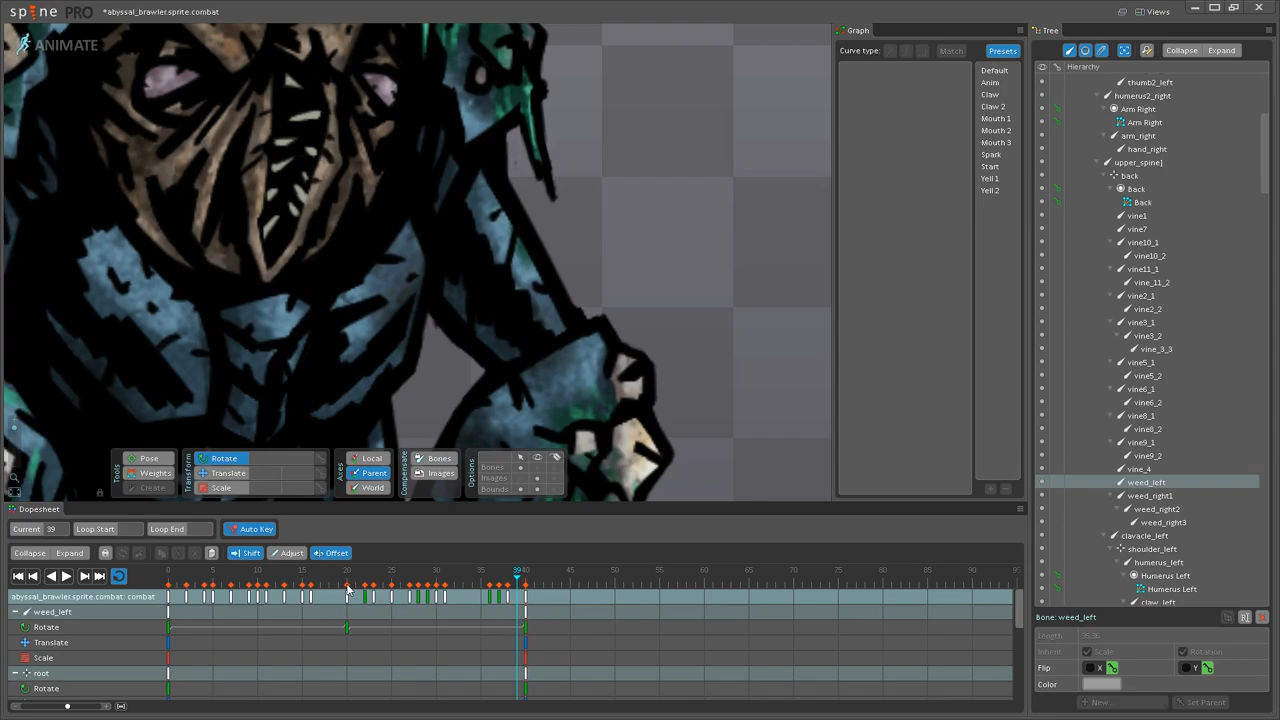 spine PRO *abyssal_brawler.sprite.combat Views
ANIMATE
Graph
Curve type: Match Presets
Default
Anim
Claw
Claw 2
Mouth 1
Mouth 2
Mouth 3
Spark
Start
Yell 1
Yell 2
Tree
Collapse Expand
Hierarchy
thumb2_left
humerus2_right
Arm Right
Arm Right
arm_right
hand_right
upper_spine]
back
Back
Back
vine1
vine7
vine10_1
vine10_2
vine11_1
vine_11_2
vine2_1
vine2_2
vine3_1
vine3_2
vine_3_3
vine5_1
vine5_2
vine6_1
vine6_2
vine8_1
vine8_2
vine9_1
vine9_2
vine_4
weed_left
weed_right1
weed_right2
weed_right3
clavacle_left
shoulder_left
humerus_left
Humerus Left
Humerus Left
claw_left
Bone: weed_left
Length 35.36
Inherit Scale Rotation
Flip X Y
Color
+ New... Set Parent
Tools
Pose
Weights
Create
Transform
Rotate
Translate
Scale
Axes
Local
Parent
World
Compensate
Bones
Images
Options
Bones
Images
Bounds
Dopesheet
Current 39 Loop Start Loop End Auto Key
Collapse Expand Shift Adjust Offset
0 5 10 15 20 25 30 35 39 40 45 50 55 60 65 70 75 80 85 90 95
abyssal_brawler.sprite.combat: combat
weed_left
Rotate
Translate
Scale
root
Rotate